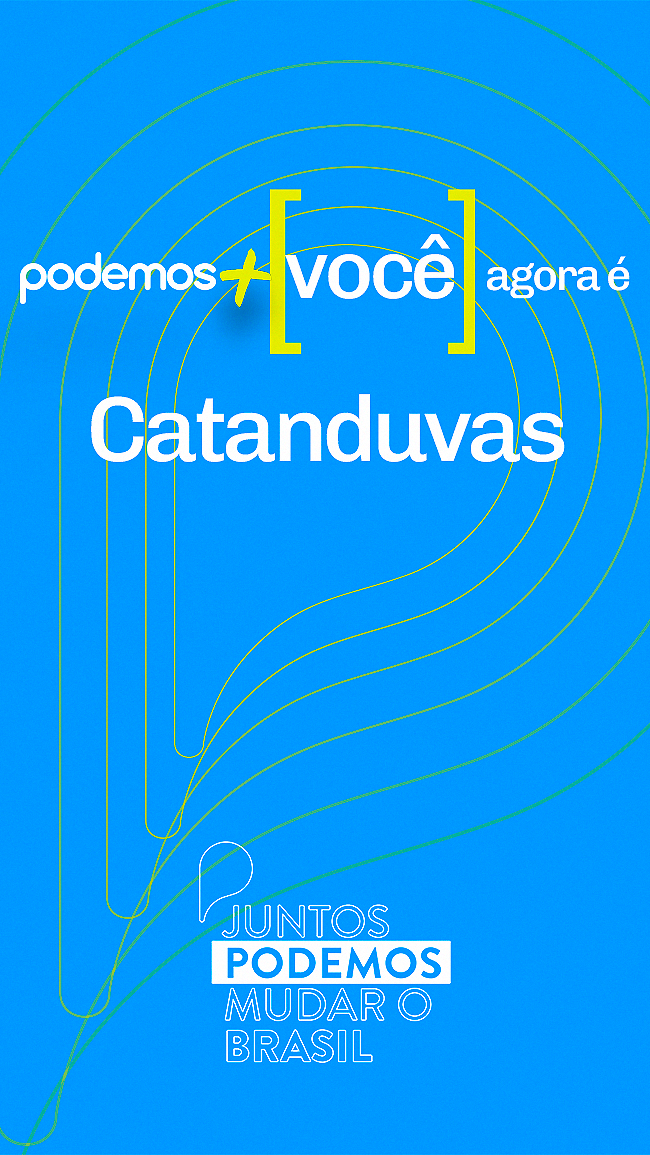 podemos+[você] agora é
Catanduvas
JUNTOS
PODEMOS
MUDAR O
BRASIL